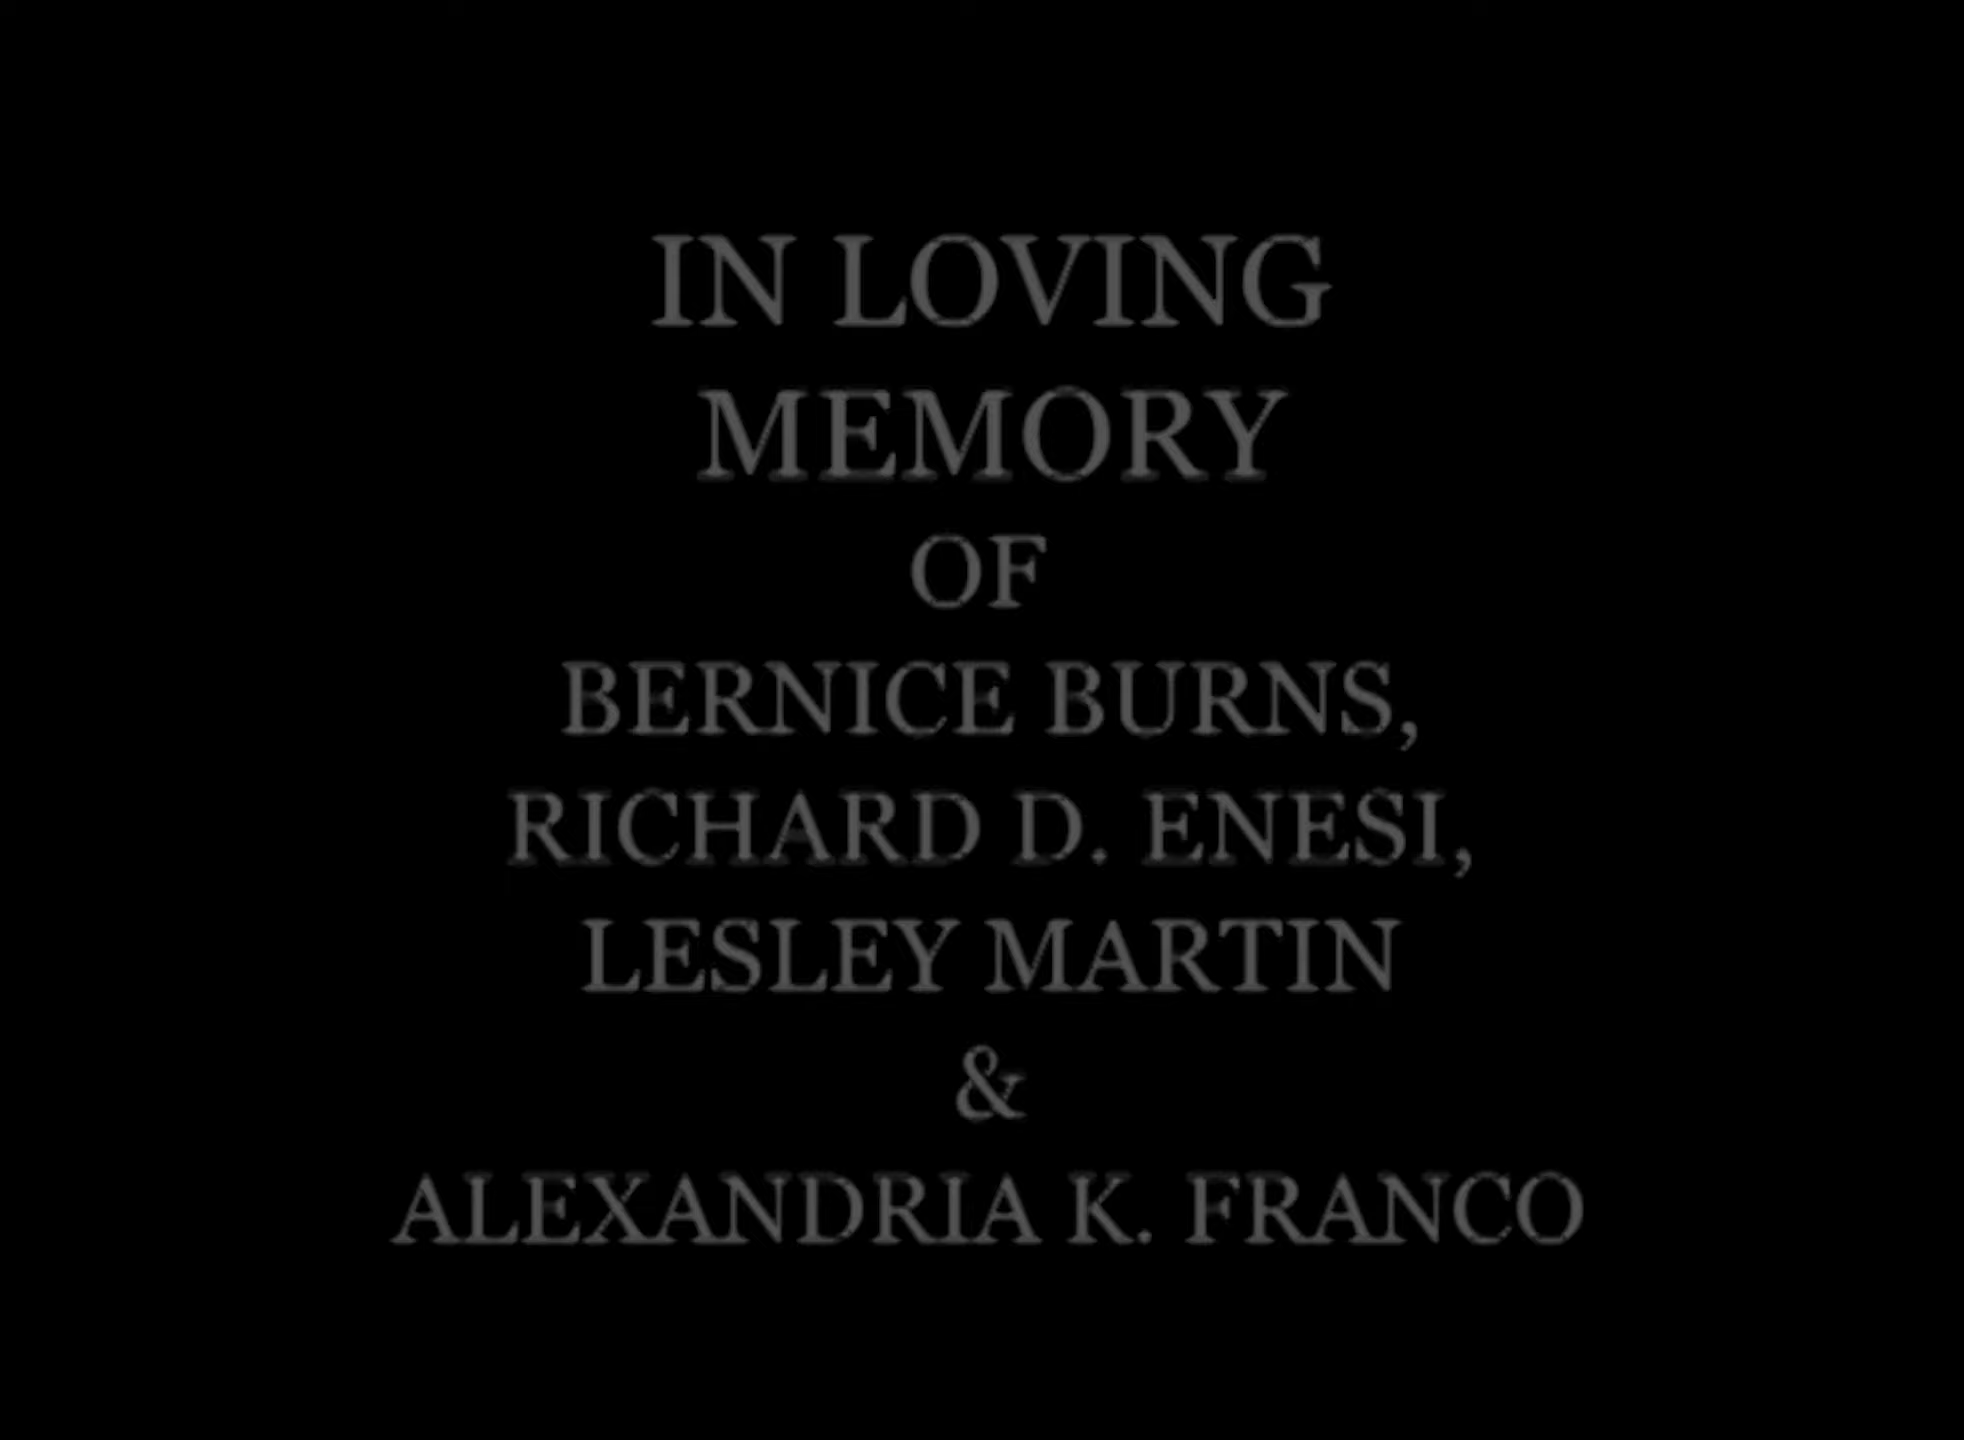 IN LOVING
MEMORY
OF
BERNICE BURNS,
RICHARD D. ENESI,
LESLEY MARTIN
&
ALEXANDRIA K. FRANCO